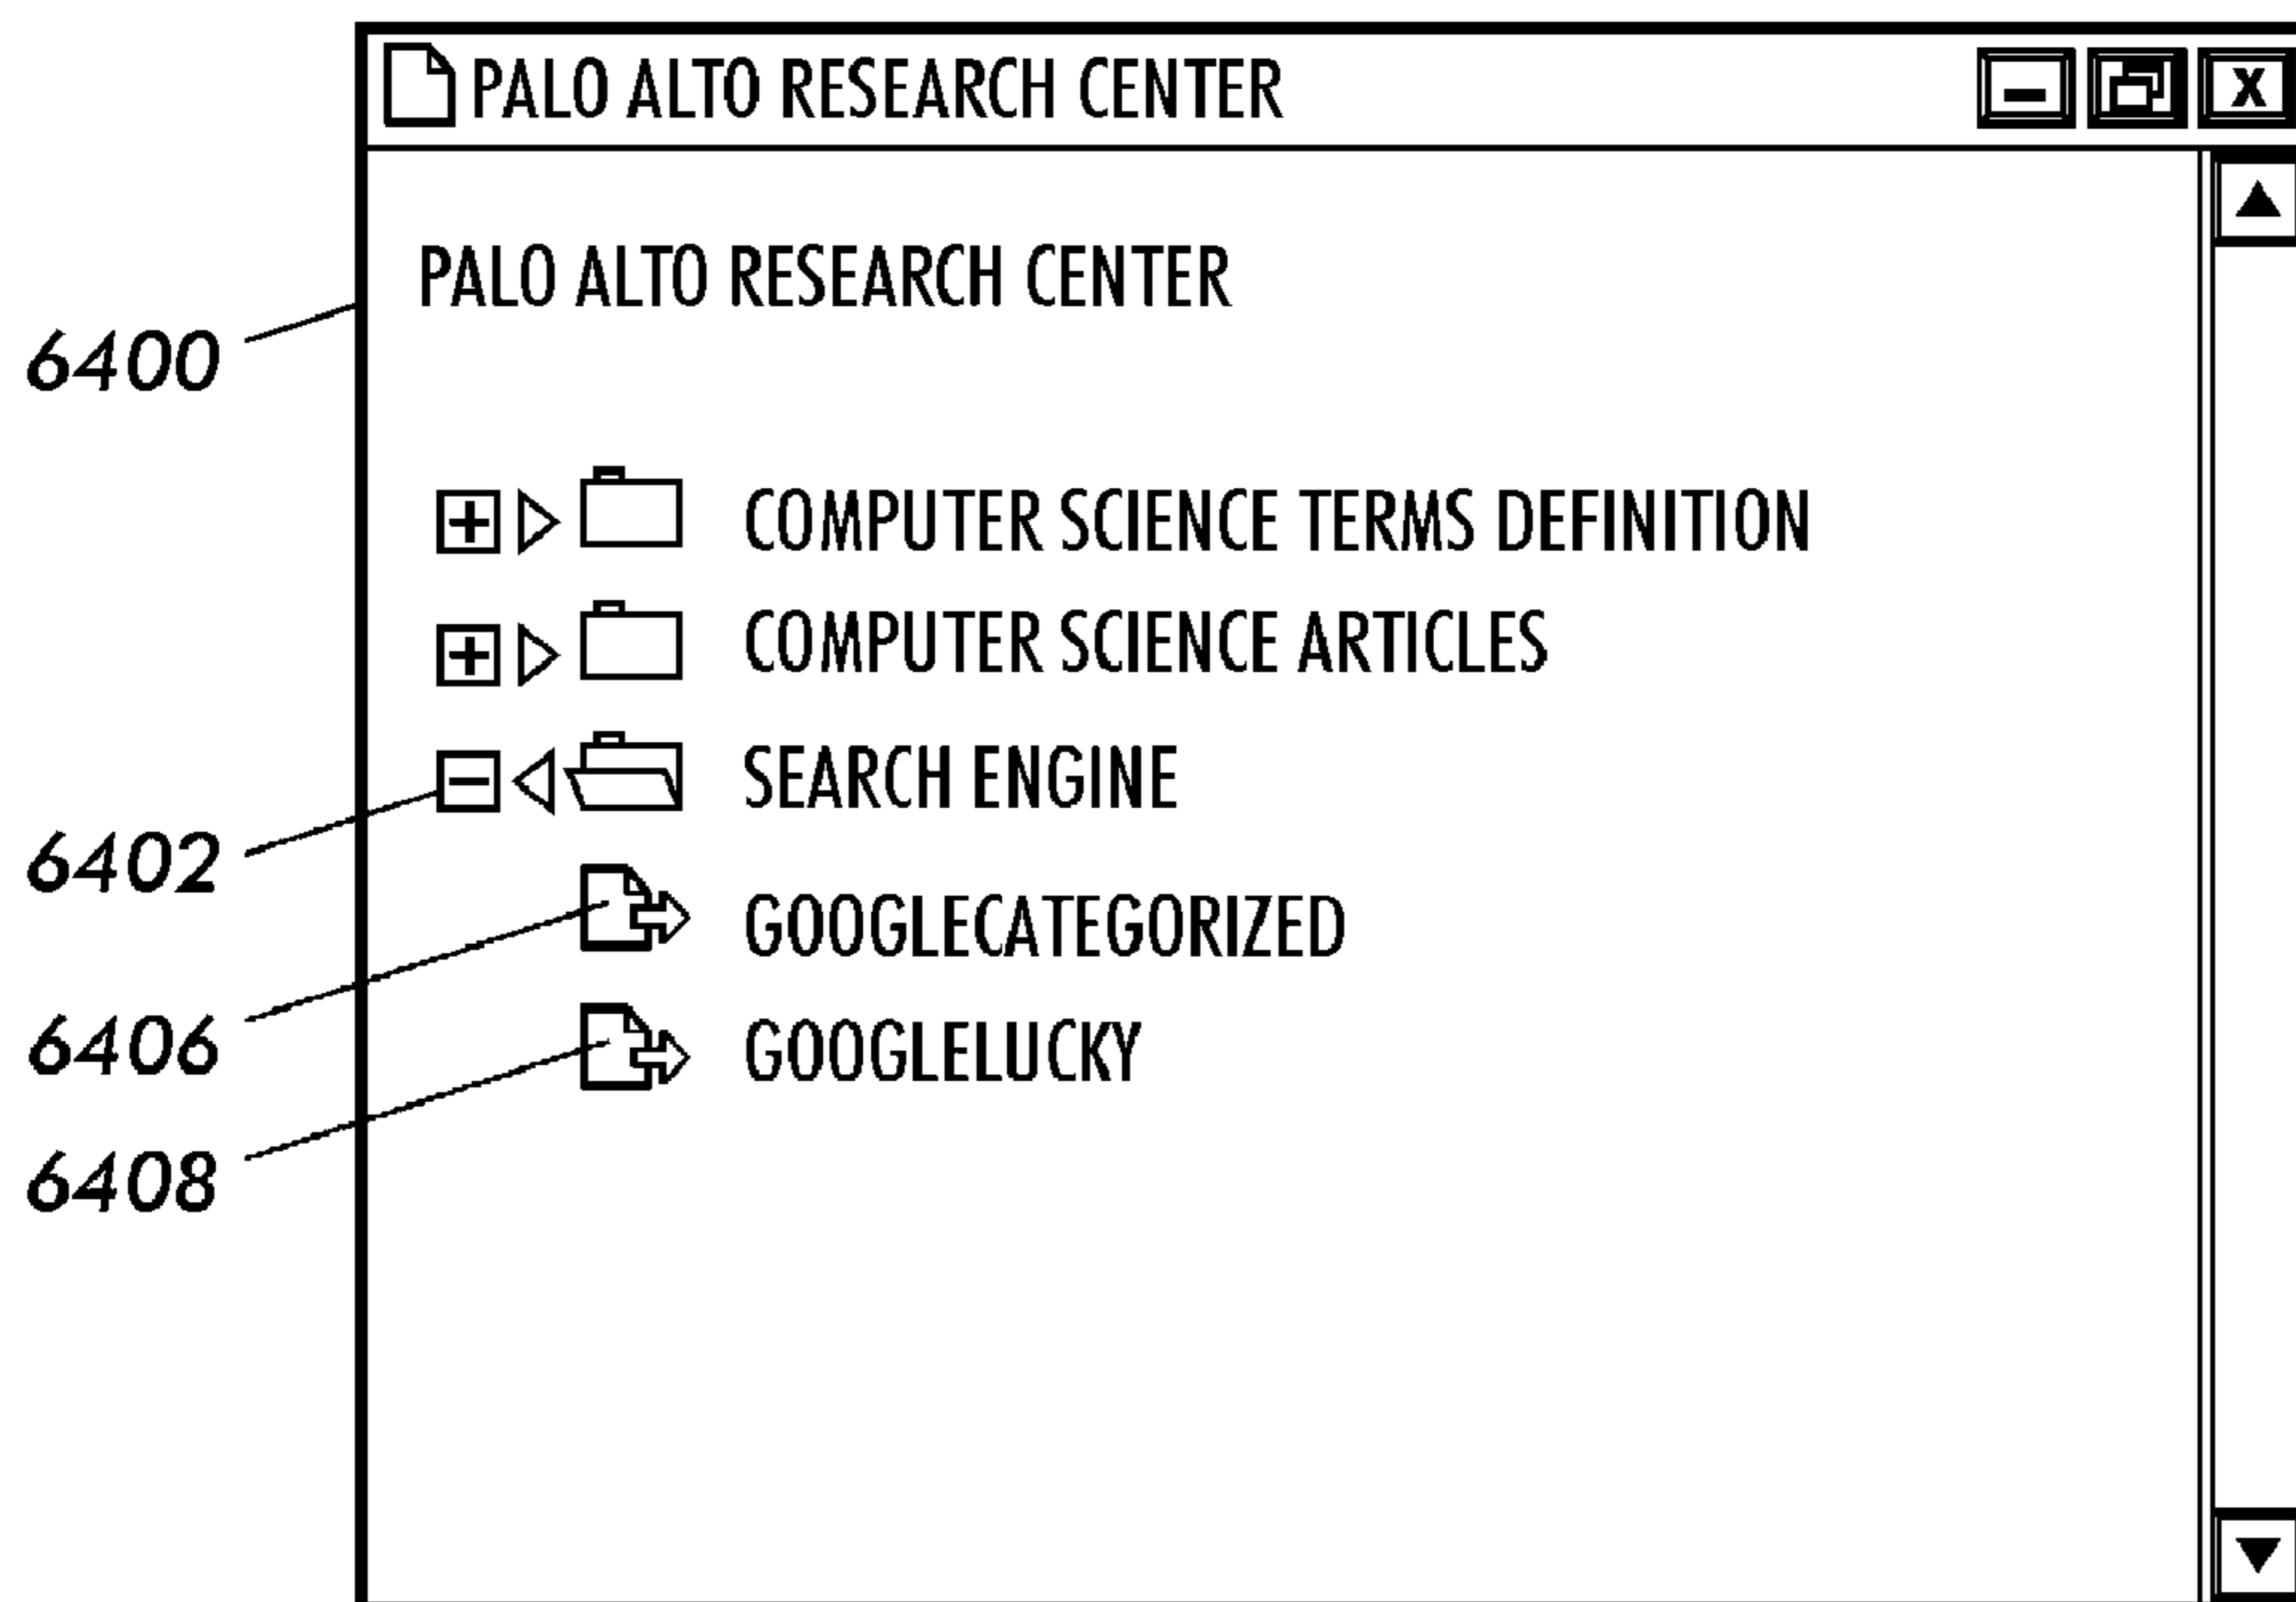 PALO ALTO RESEARCH CENTER X
PALO ALTO RESEARCH CENTER
6400
COMPUTER SCIENCE TERMS DEFINITION
COMPUTER SCIENCE ARTICLES
SEARCH ENGINE
6402
GOOGLECATEGORIZED
6406
GOOGLELUCKY
6408